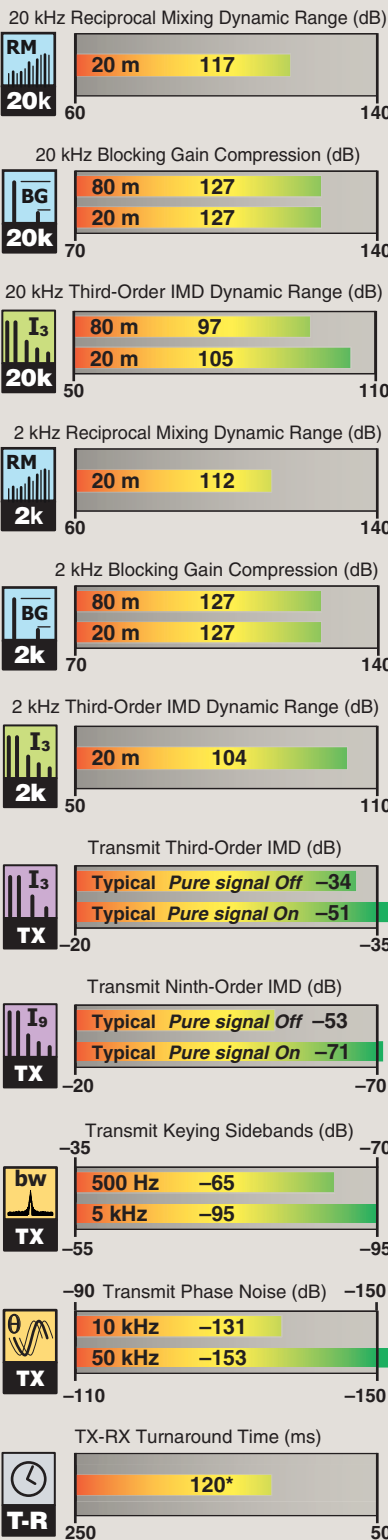 20 kHz Reciprocal Mixing Dynamic Range (dB)
RM
20 m 117
20k
60 140
20 kHz Blocking Gain Compression (dB)
BG
80 m 127
20 m 127
20k
70 140
20 kHz Third-Order IMD Dynamic Range (dB)
I3
80 m 97
20 m 105
20k
50 110
2 kHz Reciprocal Mixing Dynamic Range (dB)
RM
20 m 112
2k
60 140
2 kHz Blocking Gain Compression (dB)
BG
80 m 127
20 m 127
2k
70 140
2 kHz Third-Order IMD Dynamic Range (dB)
I3
20 m 104
2k
50 110
Transmit Third-Order IMD (dB)
I3
Typical Pure signal Off –34
Typical Pure signal On –51
TX
–20 –35
Transmit Ninth-Order IMD (dB)
I9
Typical Pure signal Off –53
Typical Pure signal On –71
TX
–20 –70
Transmit Keying Sidebands (dB)
–35 –70
bw
500 Hz –65
5 kHz –95
TX
–55 –95
–90 Transmit Phase Noise (dB) –150
θ
10 kHz –131
50 kHz –153
TX
–110 –150
TX-RX Turnaround Time (ms)
120*
T-R
250 50